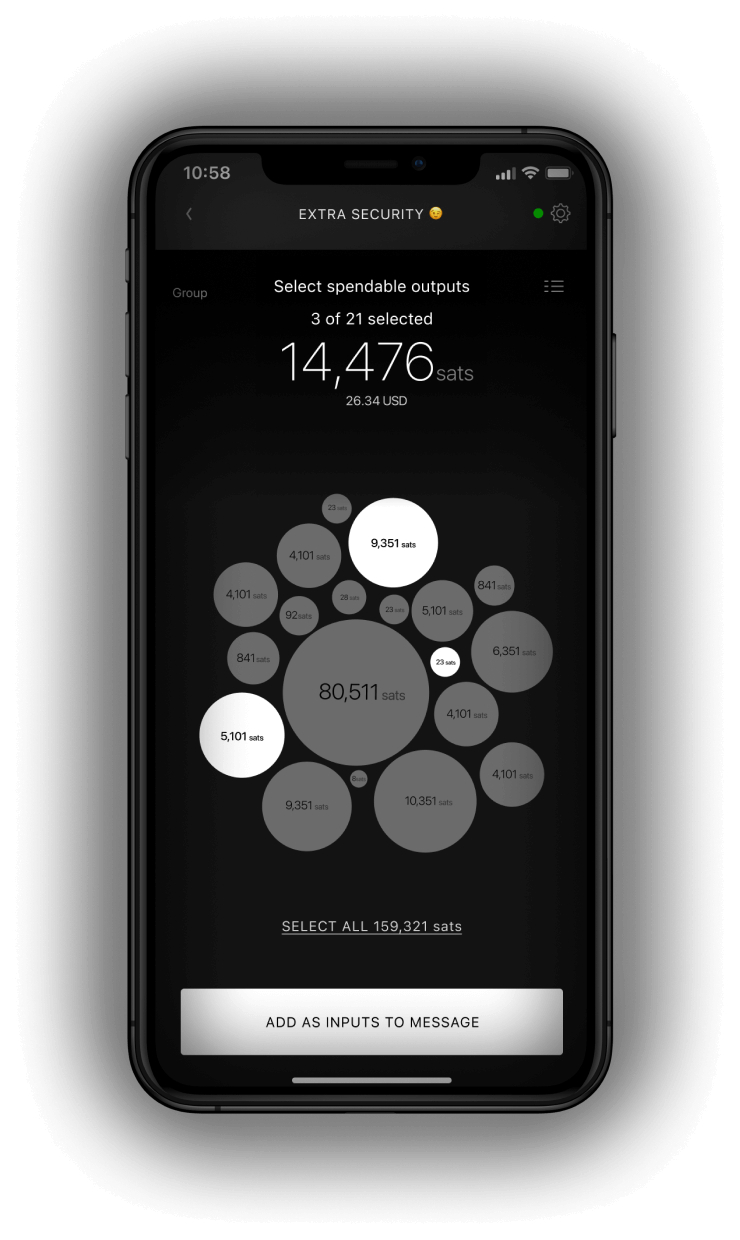 10:58
EXTRA SECURITY 😉
Group
Select spendable outputs
3 of 21 selected
14,476 sats
26.34 USD
23 sats
9,351 sats
4,101 sats
4,101 sats
841 sats
28 sats
23 sats
5,101 sats
92 sats
841 sats
6,351 sats
23 sats
80,511 sats
4,101 sats
5,101 sats
4,101 sats
9,351 sats
10,351 sats
SELECT ALL 159,321 sats
ADD AS INPUTS TO MESSAGE